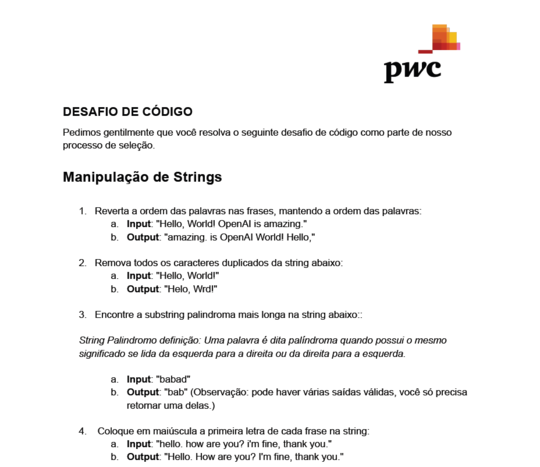 pwc
DESAFIO DE CÓDIGO
Pedimos gentilmente que você resolva o seguinte desafio de código como parte de nosso
processo de seleção.
Manipulação de Strings
1. Reverta a ordem das palavras nas frases, mantendo a ordem das palavras:
a. Input: "Hello, World! OpenAI is amazing."
b. Output: "amazing. is OpenAI World! Hello,"
2. Remova todos os caracteres duplicados da string abaixo:
a. Input: "Hello, World!"
b. Output: "Helo, Wrd!"
3. Encontre a substring palindroma mais longa na string abaixo::
String Palindromo definição: Uma palavra é dita palíndroma quando possui o mesmo
significado se lida da esquerda para a direita ou da direita para a esquerda.
a. Input: "babad"
b. Output: "bab" (Observação: pode haver várias saídas válidas, você só precisa
retornar uma delas.)
4. Coloque em maiúscula a primeira letra de cada frase na string:
a. Input: "hello. how are you? i'm fine, thank you."
b. Output: "Hello. How are you? I'm fine, thank you."